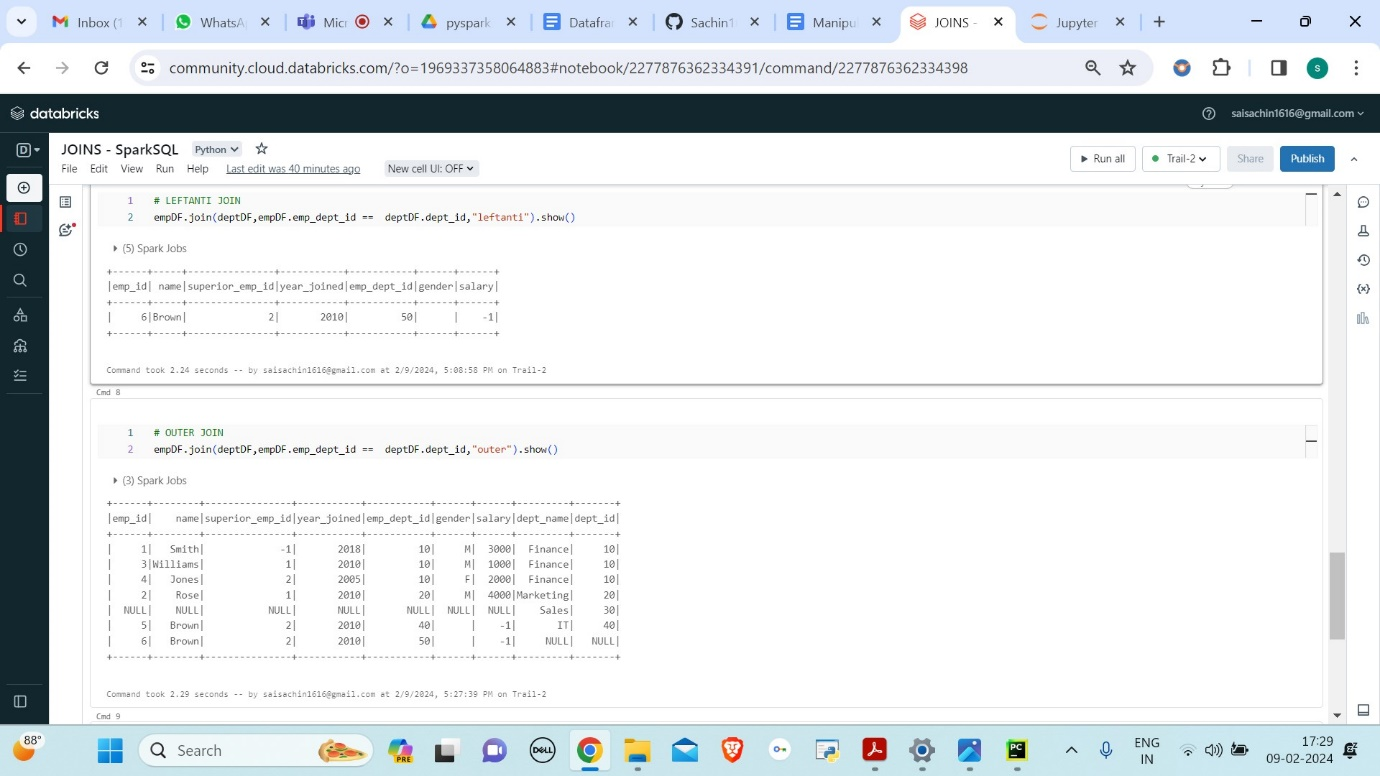 Inbox (1
WhatsAp
Micr
pyspark
Datafra
Sachin1
Manipu
JOINS -
Jupyter
community.cloud.databricks.com/?o=1969337358064883#notebook/2277876362334391/command/2277876362334398
S
databricks
saisachin1616@gmail.com
D
JOINS - SparkSQL Python
File Edit View Run Help Last edit was 40 minutes ago New cell UI: OFF
Run all Trail-2 Share Publish
1 # LEFTANTI JOIN
2 empDF.join(deptDF,empDF.emp_dept_id ==  deptDF.dept_id,"leftanti").show()
(5) Spark Jobs
+------+-----+---------------+-----------+-----------+------+------+
|emp_id| name|superior_emp_id|year_joined|emp_dept_id|gender|salary|
+------+-----+---------------+-----------+-----------+------+------+
|     6|Brown|              2|       2010|         50|      |    -1|
+------+-----+---------------+-----------+-----------+------+------+
Command took 2.24 seconds -- by saisachin1616@gmail.com at 2/9/2024, 5:08:58 PM on Trail-2
Cmd 8
1 # OUTER JOIN
2 empDF.join(deptDF,empDF.emp_dept_id ==  deptDF.dept_id,"outer").show()
(3) Spark Jobs
+------+--------+---------------+-----------+-----------+------+------+---------+-------+
|emp_id|    name|superior_emp_id|year_joined|emp_dept_id|gender|salary|dept_name|dept_id|
+------+--------+---------------+-----------+-----------+------+------+---------+-------+
|     1|   Smith|             -1|       2018|         10|     M|  3000|  Finance|     10|
|     3|Williams|              1|       2010|         10|     M|  1000|  Finance|     10|
|     4|   Jones|              2|       2005|         10|     F|  2000|  Finance|     10|
|     2|    Rose|              1|       2010|         20|     M|  4000|Marketing|     20|
|  NULL|    NULL|           NULL|       NULL|       NULL|  NULL|  NULL|    Sales|     30|
|     5|   Brown|              2|       2010|         40|      |    -1|       IT|     40|
|     6|   Brown|              2|       2010|         50|      |    -1|     NULL|   NULL|
+------+--------+---------------+-----------+-----------+------+------+---------+-------+
Command took 2.29 seconds -- by saisachin1616@gmail.com at 2/9/2024, 5:27:39 PM on Trail-2
Cmd 9
88°
Search
PRE
DELL
PC
ENG
IN
17:29
09-02-2024